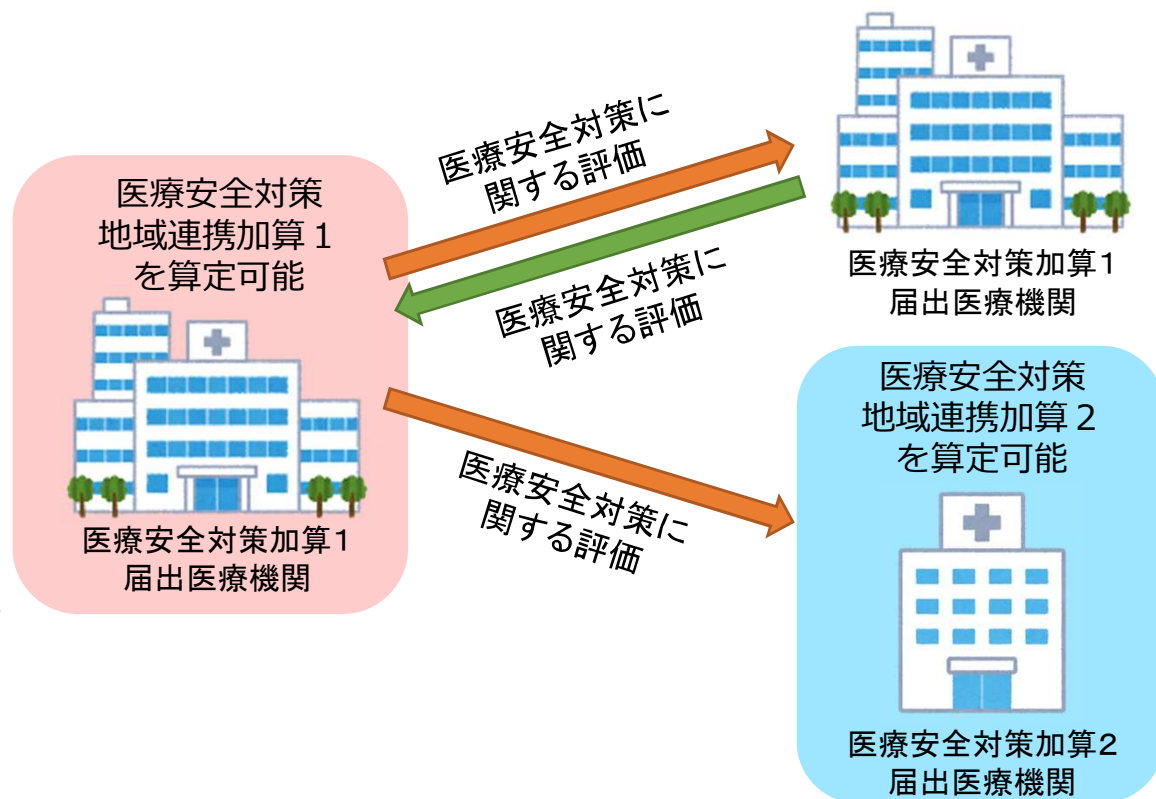 医療安全対策
地域連携加算１
を算定可能
医療安全対策加算１
届出医療機関
医療安全対策に
関する評価
医療安全対策に
関する評価
医療安全対策に
関する評価
医療安全対策加算１
届出医療機関
医療安全対策
地域連携加算２
を算定可能
医療安全対策加算２
届出医療機関